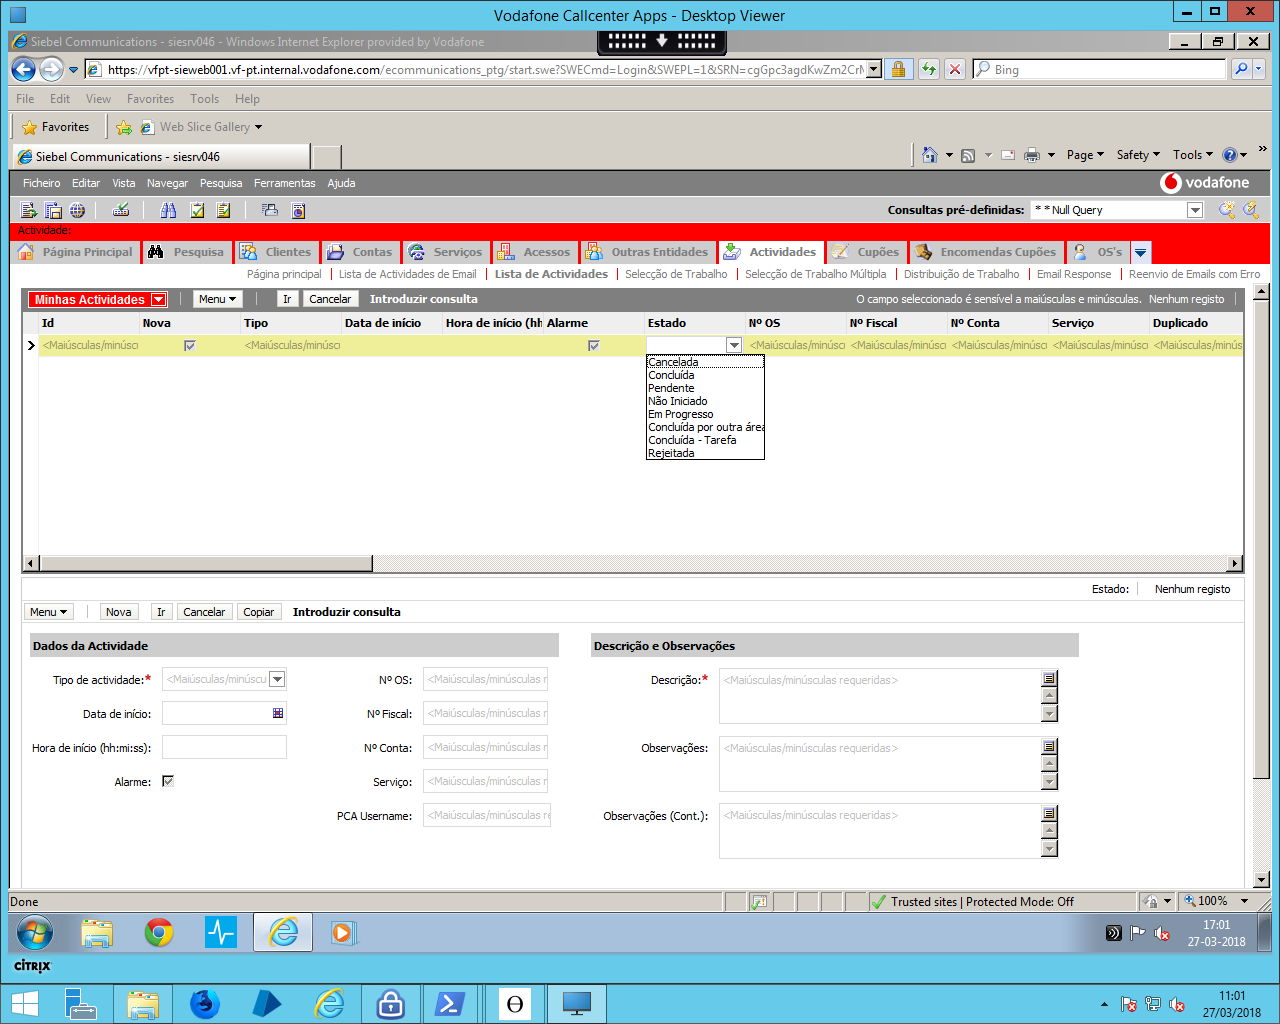 Vodafone Callcenter Apps - Desktop Viewer
Siebel Communications - siesrv046 - Windows Internet Explorer provided by Vodafone
https://vfpt-sieweb001.vf-pt.internal.vodafone.com/ecommunications_ptg/start.swe?SWECmd=Login&SWEPL=1&SRN=cgGpc3agdKwZm2CrM
Bing
File Edit View Favorites Tools Help
Favorites Web Slice Gallery
Siebel Communications - siesrv046
Page Safety Tools
Ficheiro Editar Vista Navegar Pesquisa Ferramentas Ajuda
vodafone
Consultas pré-definidas: * *Null Query
Actividade:
Página Principal Pesquisa Clientes Contas Serviços Acessos Outras Entidades Actividades Cupões Encomendas Cupões OS's
Página principal Lista de Actividades de Email Lista de Actividades Selecção de Trabalho Selecção de Trabalho Múltipla Distribuição de Trabalho Email Response Reenvio de Emails com Erro
Minhas Actividades Menu Ir Cancelar Introduzir consulta O campo seleccionado é sensível a maiúsculas e minúsculas. Nenhum registo
Id Nova Tipo Data de início Hora de início (hh Alarme Estado Nº OS Nº Fiscal Nº Conta Serviço Duplicado
<Maiúsculas/minúsc <Maiúsculas/minúsc <Maiúsculas/minúsc <Maiúsculas/minúsc <Maiúsculas/minúsc <Maiúsculas/minúsc <Maiúsculas/minús
Cancelada
Concluída
Pendente
Não Iniciado
Em Progresso
Concluída por outra área
Concluída - Tarefa
Rejeitada
Estado: Nenhum registo
Menu Nova Ir Cancelar Copiar Introduzir consulta
Dados da Actividade Descrição e Observações
Tipo de actividade:* <Maiúsculas/minúscu Nº OS: <Maiúsculas/minúsculas r Descrição:* <Maiúsculas/minúsculas requeridas>
Data de início: Nº Fiscal: <Maiúsculas/minúsculas r
Hora de início (hh:mi:ss): Nº Conta: <Maiúsculas/minúsculas r Observações: <Maiúsculas/minúsculas requeridas>
Alarme: Serviço: <Maiúsculas/minúsculas r
PCA Username: <Maiúsculas/minúsculas re Observações (Cont.): <Maiúsculas/minúsculas requeridas>
Done Trusted sites | Protected Mode: Off 100%
17:01
27-03-2018
CITRIX
11:01
27/03/2018